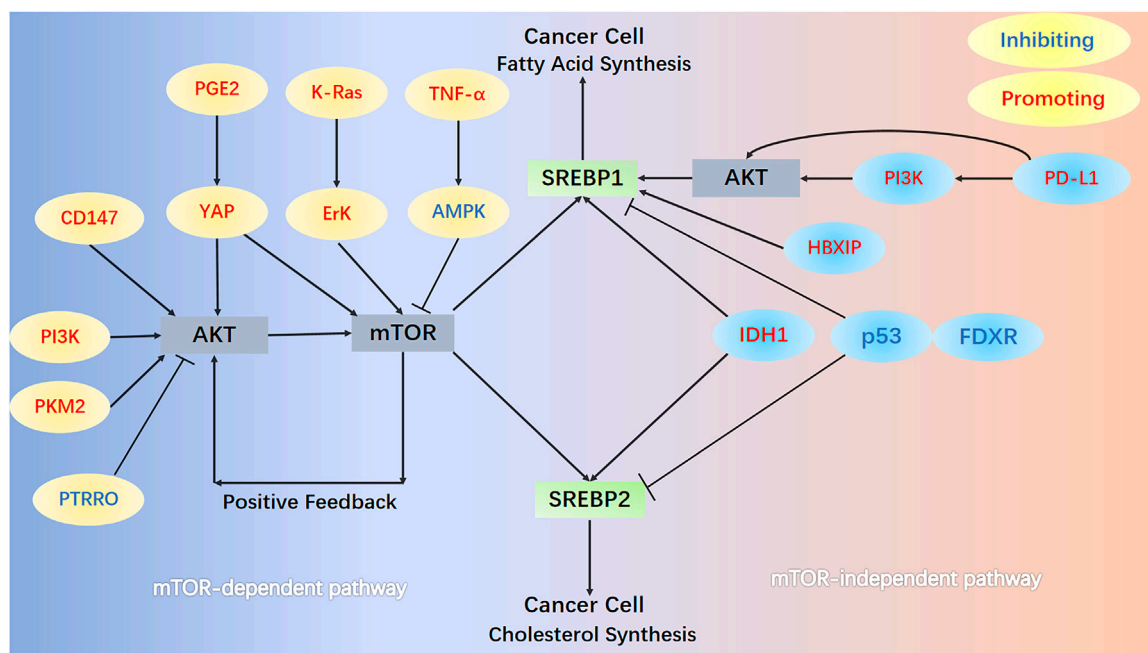 Cancer Cell
Fatty Acid Synthesis
Inhibiting
Promoting
PGE2
K-Ras
TNF-α
SREBP1
AKT
PI3K
PD-L1
CD147
YAP
ErK
AMPK
HBXIP
PI3K
AKT
mTOR
IDH1
p53
FDXR
PKM2
PTRRO
Positive Feedback
SREBP2
mTOR-dependent pathway
mTOR-independent pathway
Cancer Cell
Cholesterol Synthesis